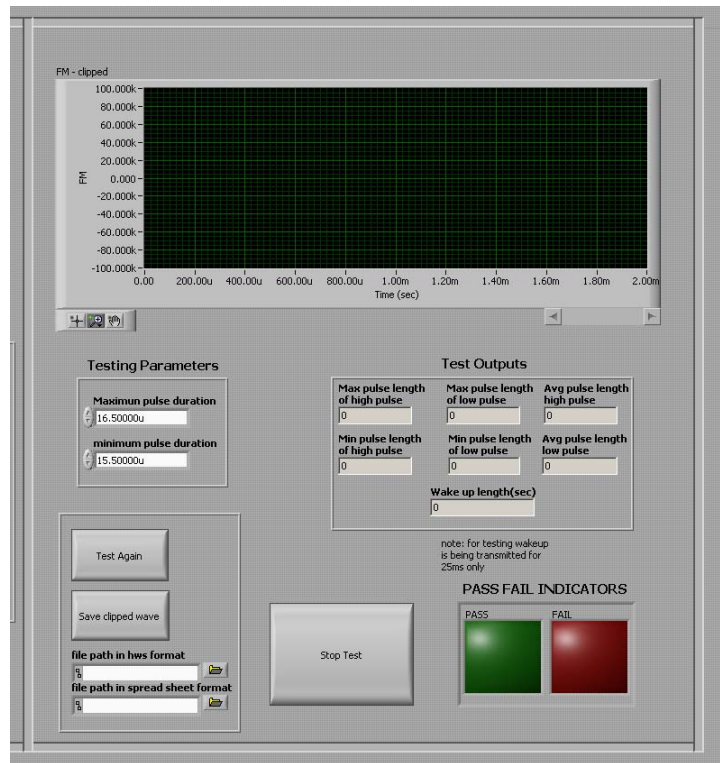 FM - clipped
100.000k
80.000k
60.000k
40.000k
20.000k
0.000
-20.000k
-40.000k
-60.000k
-80.000k
-100.000k
FM
0.00 200.00u 400.00u 600.00u 800.00u 1.00m 1.20m 1.40m 1.60m 1.80m 2.00m
Time (sec)
Testing Parameters
Maximun pulse duration
16.50000u
minimum pulse duration
15.50000u
Test Outputs
Max pulse length of high pulse
0
Max pulse length of low pulse
0
Avg pulse length high pulse
0
Min pulse length of high pulse
0
Min pulse length of low pulse
0
Avg pulse length low pulse
0
Wake up length(sec)
0
note: for testing wakeup
is being transmitted for
25ms only
Test Again
Save clipped wave
file path in hws format
file path in spread sheet format
Stop Test
PASS FAIL INDICATORS
PASS FAIL